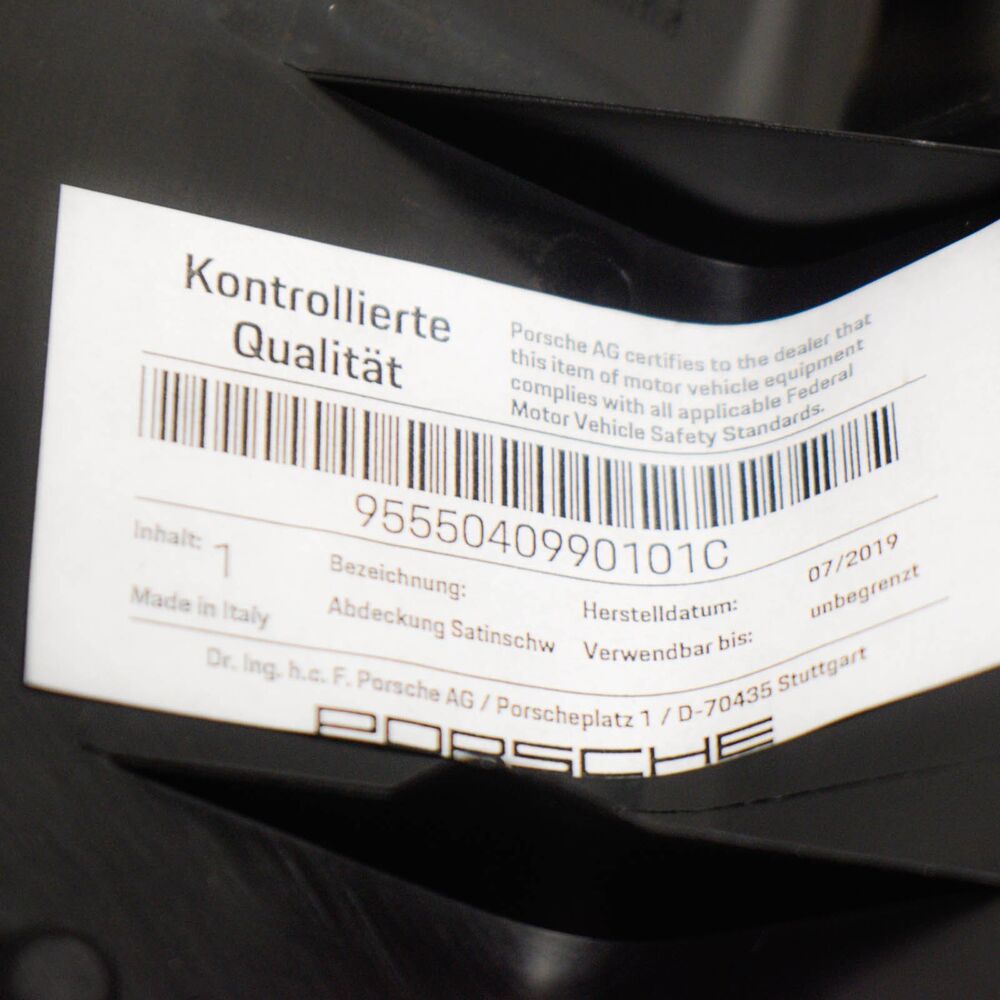 Kontrollierte
Qualität
Porsche AG certifies to the dealer that
this item of motor vehicle equipment
complies with all applicable Federal
Motor Vehicle Safety Standards.
95550409​90101C
Inhalt: 1
Made in Italy
Bezeichnung:
Abdeckung Satinschw
Herstelldatum: 07/2019
Verwendbar bis: unbegrenzt
Dr. Ing. h.c. F. Porsche AG / Porscheplatz 1 / D-70435 Stuttgart
PORSCHE